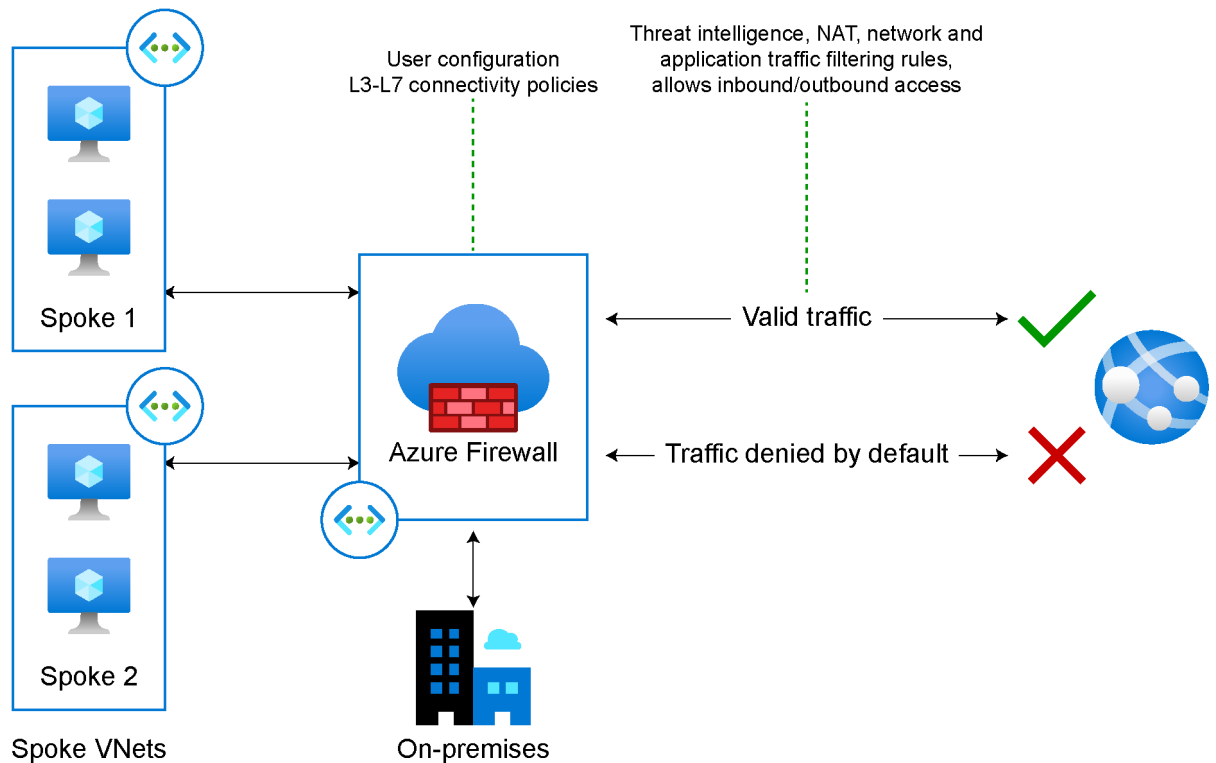 User configuration
L3-L7 connectivity policies
Threat intelligence, NAT, network and
application traffic filtering rules,
allows inbound/outbound access
Spoke 1
Valid traffic
Azure Firewall
Traffic denied by default
Spoke 2
Spoke VNets
On-premises